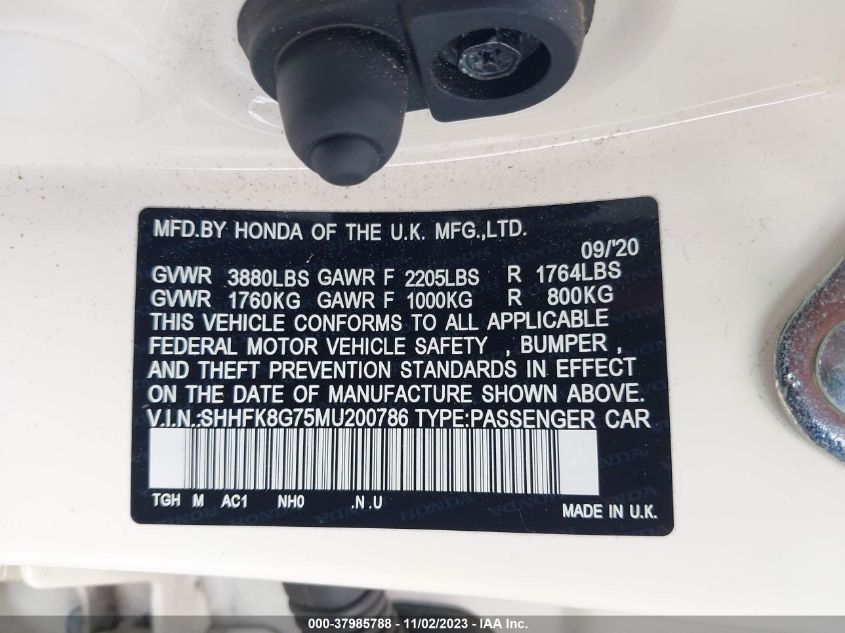 MFD.BY HONDA OF THE U.K. MFG.,LTD.
09/'20
GVWR 3880LBS GAWR F 2205LBS R 1764LBS
GVWR 1760KG GAWR F 1000KG R 800KG
THIS VEHICLE CONFORMS TO ALL APPLICABLE
FEDERAL MOTOR VEHICLE SAFETY , BUMPER ,
AND THEFT PREVENTION STANDARDS IN EFFECT
ON THE DATE OF MANUFACTURE SHOWN ABOVE.
V.I.N.:SHHFK8G75MU200786 TYPE:PASSENGER CAR
TGH M AC1 NH0 .N .U
MADE IN U.K.
000-37985788 - 11/02/2023 - IAA Inc.